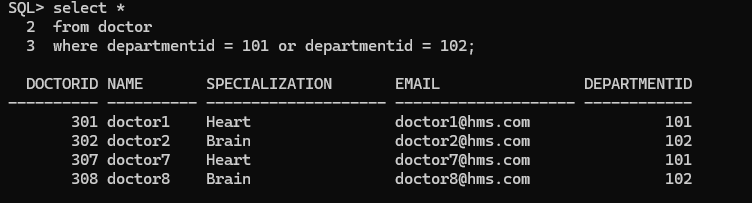 SQL> select *
  2  from doctor
  3  where departmentid = 101 or departmentid = 102;

  DOCTORID NAME       SPECIALIZATION       EMAIL                DEPARTMENTID
---------- ---------- -------------------- -------------------- ------------
       301 doctor1    Heart                doctor1@hms.com               101
       302 doctor2    Brain                doctor2@hms.com               102
       307 doctor7    Heart                doctor7@hms.com               101
       308 doctor8    Brain                doctor8@hms.com               102